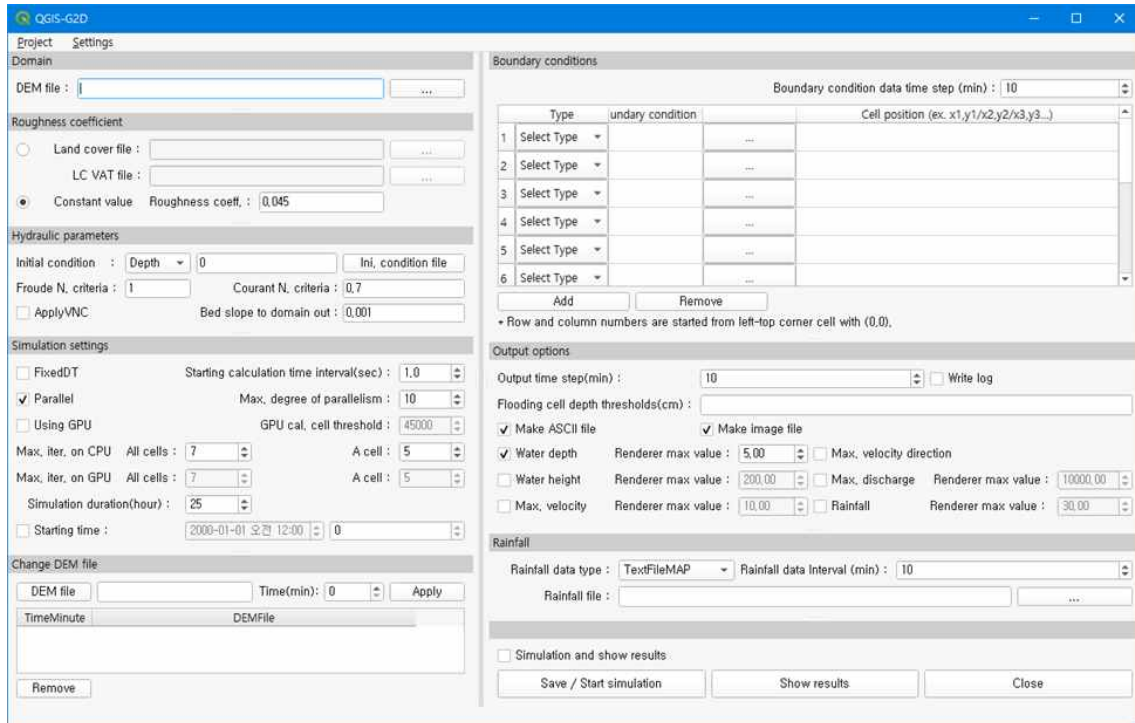 QGIS-G2D
Project Settings
Domain
DEM file : ...
Roughness coefficient
Land cover file : ...
LC VAT file : ...
Constant value Roughness coeff, : 0,045
Hydraulic parameters
Initial condition : Depth 0 Ini, condition file
Froude N, criteria : 1 Courant N, criteria : 0,7
ApplyVNC Bed slope to domain out : 0,001
Simulation settings
FixedDT Starting calculation time interval(sec) : 1,0
Parallel Max, degree of parallelism : 10
Using GPU GPU cal, cell threshold : 45000
Max, iter, on CPU All cells : 7 A cell : 5
Max, iter, on GPU All cells : 7 A cell : 5
Simulation duration(hour) : 25
Starting time : 2000-01-01 오전 12:00 0
Change DEM file
DEM file Time(min): 0 Apply
TimeMinute DEMFile
Remove
Boundary conditions
Boundary condition data time step (min) : 10
Type undary condition Cell position (ex. x1,y1/x2,y2/x3,y3...)
1 Select Type ...
2 Select Type ...
3 Select Type ...
4 Select Type ...
5 Select Type ...
6 Select Type ...
Add Remove
* Row and column numbers are started from left-top corner cell with (0,0),
Output options
Output time step(min) : 10 Write log
Flooding cell depth thresholds(cm) :
Make ASCII file Make image file
Water depth Renderer max value : 5,00 Max, velocity direction
Water height Renderer max value : 200,00 Max, discharge Renderer max value : 10000,00
Max, velocity Renderer max value : 10,00 Rainfall Renderer max value : 30,00
Rainfall
Rainfall data type : TextFileMAP Rainfall data Interval (min) : 10
Rainfall file : ...
Simulation and show results
Save / Start simulation Show results Close